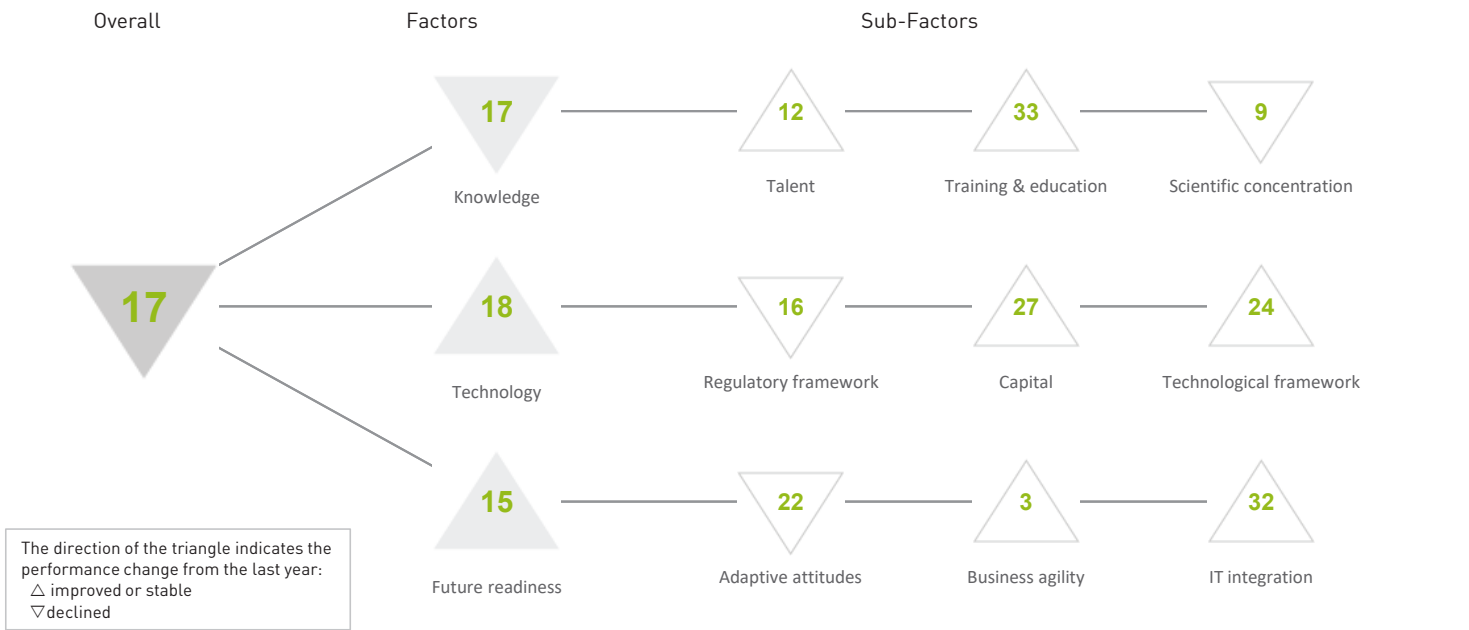 Overall
Factors
Sub-Factors
17
12
33
9
Knowledge
Talent
Training & education
Scientific concentration
17
18
16
27
24
Technology
Regulatory framework
Capital
Technological framework
15
22
3
32
Future readiness
Adaptive attitudes
Business agility
IT integration
The direction of the triangle indicates the
performance change from the last year:
△ improved or stable
▽declined